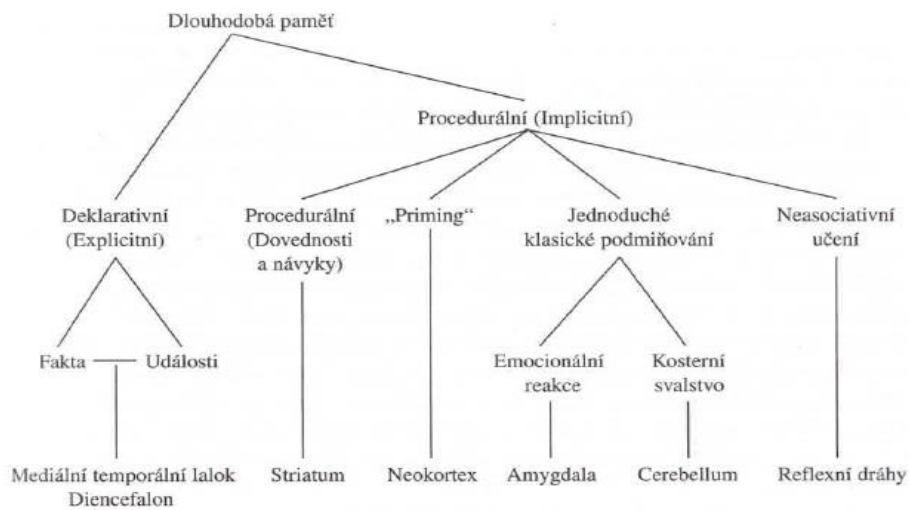 Dlouhodobá paměť
Procedurální (Implicitní)
Deklarativní
(Explicitní)
Procedurální
(Dovednosti
a návyky)
„Priming“
Jednoduché
klasické podmiňování
Neasociativní
učení
Fakta
Události
Emocionální
reakce
Kosterní
svalstvo
Mediální temporální lalok
Diencefalon
Striatum
Neokortex
Amygdala
Cerebellum
Reflexní dráhy